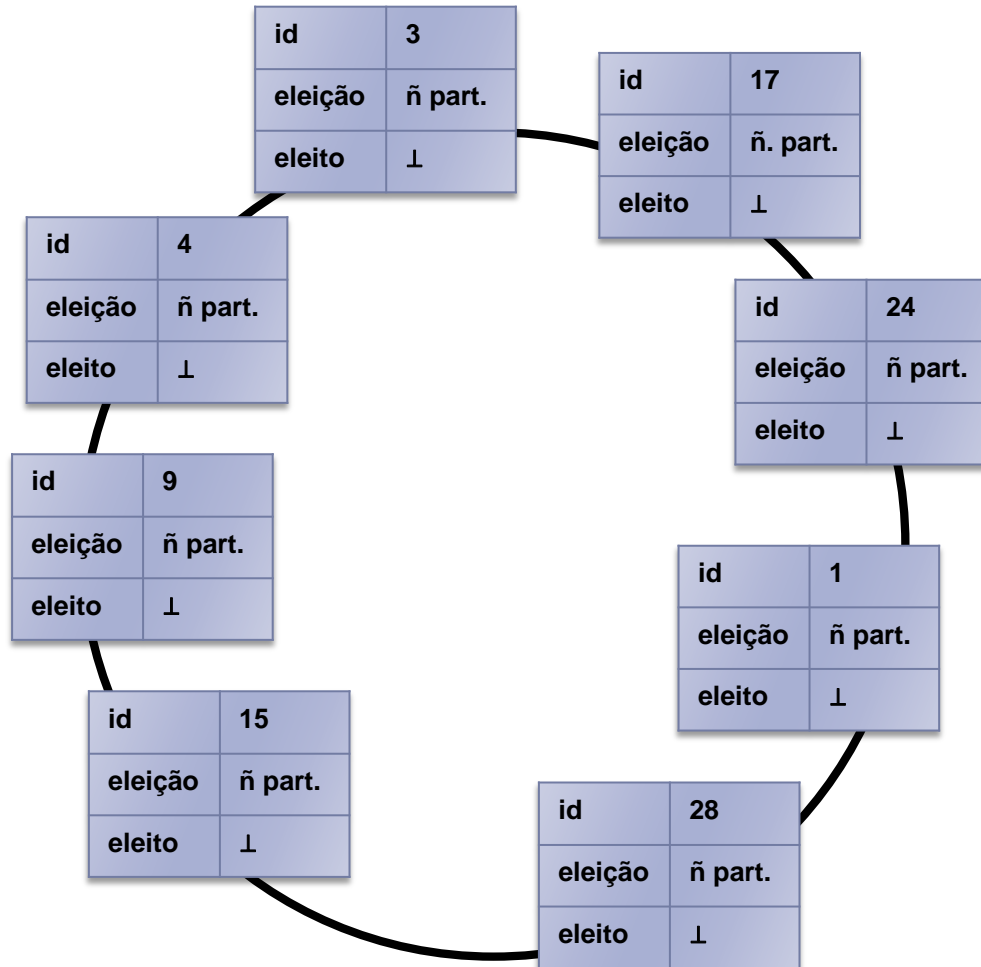 id 3
eleição ñ part.
eleito ⊥
id 17
eleição ñ. part.
eleito ⊥
id 4
eleição ñ part.
eleito ⊥
id 24
eleição ñ part.
eleito ⊥
id 9
eleição ñ part.
eleito ⊥
id 1
eleição ñ part.
eleito ⊥
id 15
eleição ñ part.
eleito ⊥
id 28
eleição ñ part.
eleito ⊥